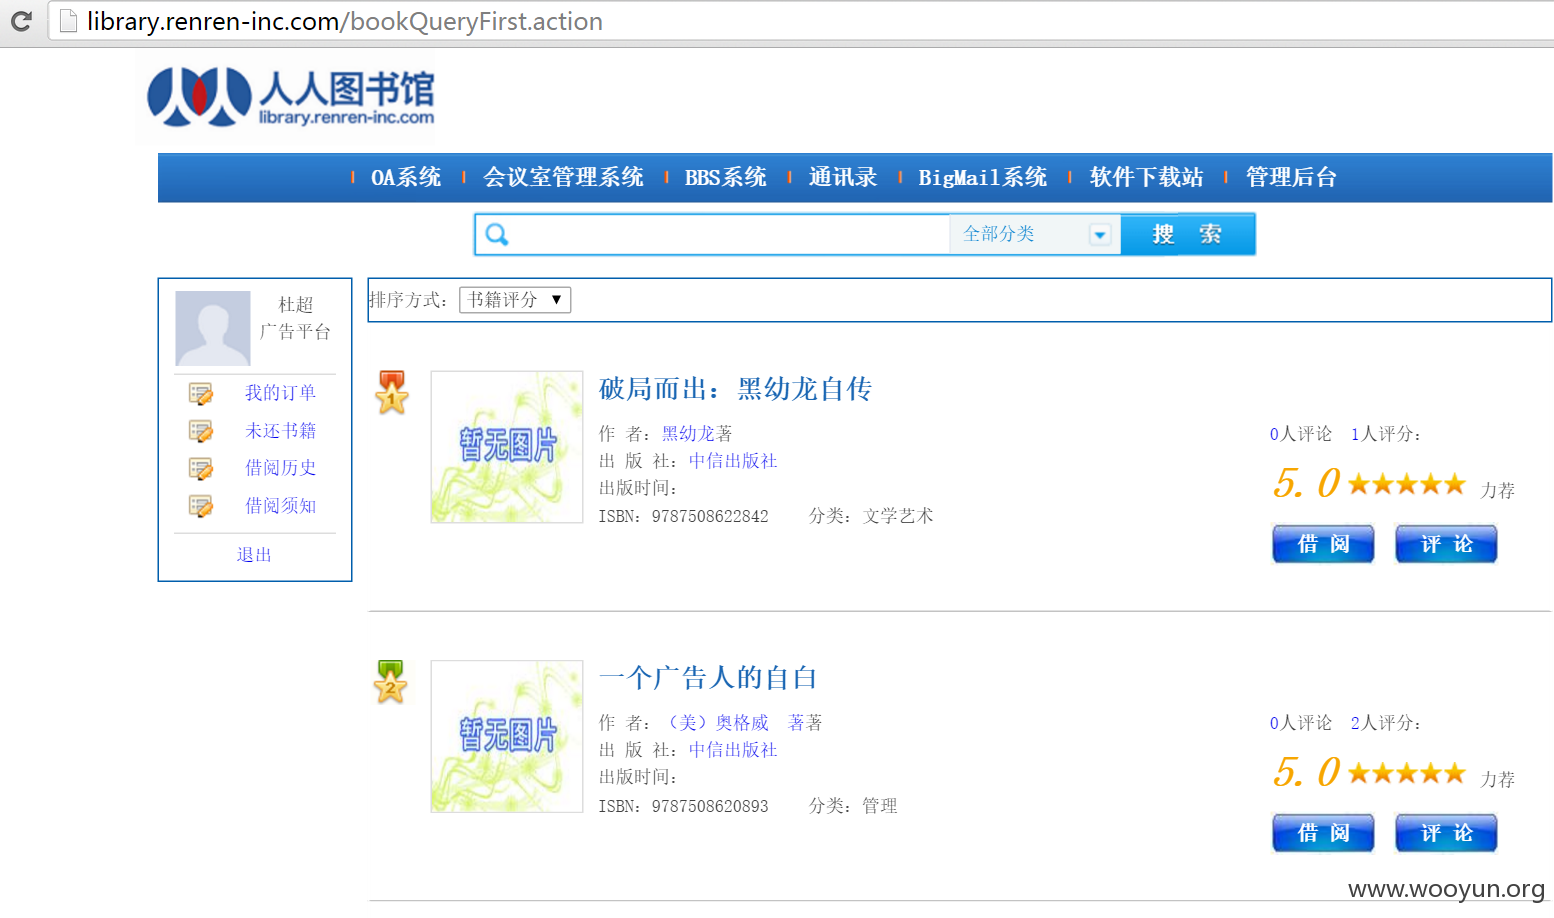 library.renren-inc.com/bookQueryFirst.action
人人图书馆
library.renren-inc.com
OA系统 会议室管理系统 BBS系统 通讯录 BigMail系统 软件下载站 管理后台
全部分类 搜 索
杜超
广告平台
我的订单
未还书籍
借阅历史
借阅须知
退出
排序方式： 书籍评分
1
暂无图片
破局而出：黑幼龙自传
作 者：黑幼龙著
出 版 社：中信出版社
出版时间：
ISBN：9787508622842 分类：文学艺术
0人评论 1人评分：
5.0 力荐
借 阅 评 论
2
暂无图片
一个广告人的自白
作 者：（美）奥格威 著著
出 版 社：中信出版社
出版时间：
ISBN：9787508620893 分类：管理
0人评论 2人评分：
5.0 力荐
借 阅 评 论
www.wooyun.org